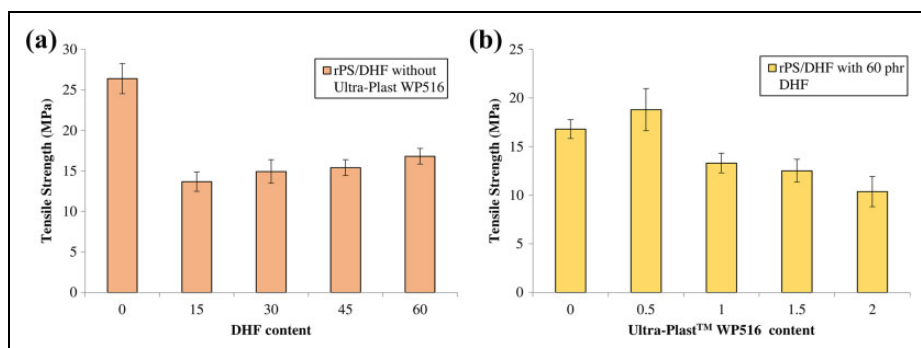 (a)
30
25
20
15
10
5
0
Tensile Strength (MPa)
rPS/DHF without
Ultra-Plast WP516
0 15 30 45 60
DHF content
(b)
25
20
15
10
5
0
Tensile Strength (MPa)
rPS/DHF with 60 phr
DHF
0 0.5 1 1.5 2
Ultra-Plast™ WP516 content